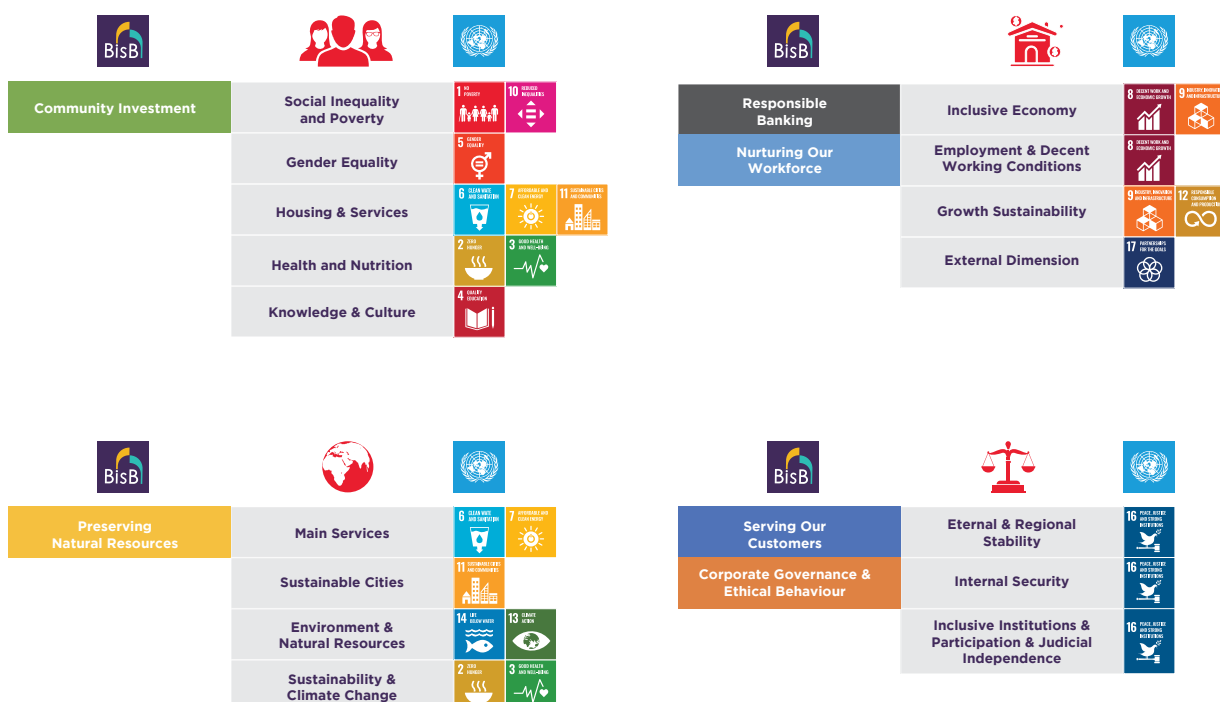 BisB
Community Investment
Social Inequality
and Poverty
1 NO
POVERTY
10 REDUCED
INEQUALITIES
Gender Equality
5 GENDER
EQUALITY
Housing & Services
6 CLEAN WATE
AND SANITATION
7 AFFORDABLE AND
CLEAN ENERGY
11 SUSTAINABLE CITIES
AND COMMUNITIES
Health and Nutrition
2 ZERO
HUNGER
3 GOOD HEALTH
AND WELL-BEING
Knowledge & Culture
4 QUALITY
EDUCATION
BisB
Responsible
Banking
Inclusive Economy
8 DECENT WORK AND
ECONOMIC GROWTH
9 INDUSTRY, INNOVATION
AND INFRASTRUCTURE
Nurturing Our
Workforce
Employment & Decent
Working Conditions
8 DECENT WORK AND
ECONOMIC GROWTH
Growth Sustainability
9 INDUSTRY, INNOVATION
AND INFRASTRUCTURE
12 RESPONSIBLE
CONSUMPTION
AND PRODUCTION
External Dimension
17 PARTNERSHIPS
FOR THE GOALS
BisB
Preserving
Natural Resources
Main Services
6 CLEAN WATE
AND SANITATION
7 AFFORDABLE AND
CLEAN ENERGY
Sustainable Cities
11 SUSTAINABLE CITIES
AND COMMUNITIES
Environment &
Natural Resources
14 LIFE
BELOW WATER
13 CLIMATE
ACTION
Sustainability &
Climate Change
2 ZERO
HUNGER
3 GOOD HEALTH
AND WELL-BEING
BisB
Serving Our
Customers
Eternal & Regional
Stability
16 PEACE, JUSTICE
AND STRONG
INSTITUTIONS
Corporate Governance &
Ethical Behaviour
Internal Security
16 PEACE, JUSTICE
AND STRONG
INSTITUTIONS
Inclusive Institutions &
Participation & Judicial
Independence
16 PEACE, JUSTICE
AND STRONG
INSTITUTIONS